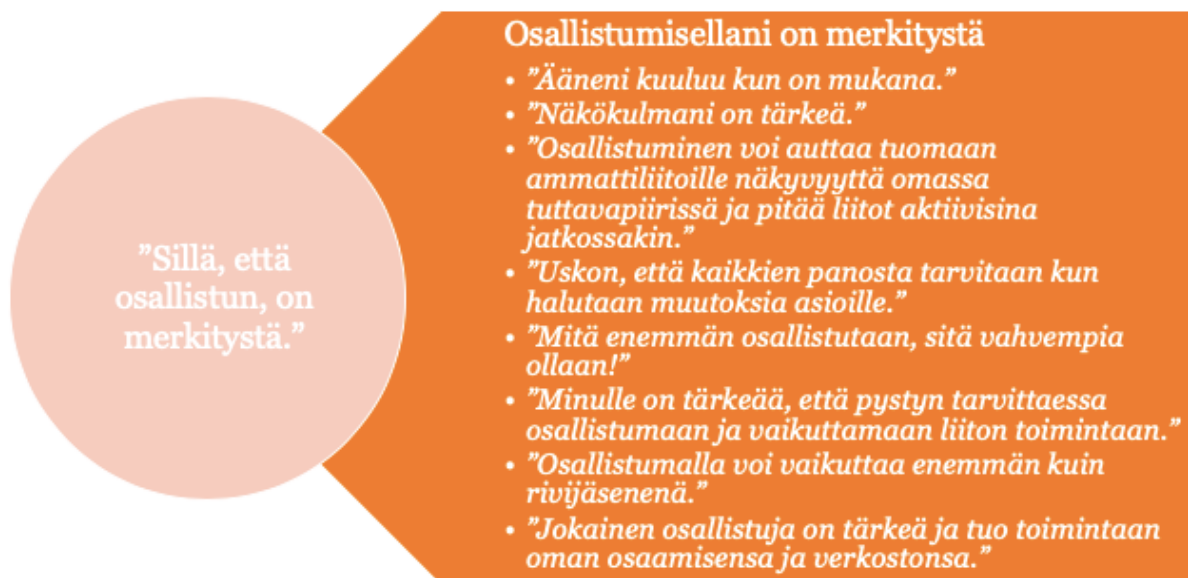 ”Sillä, että
osallistun, on
merkitystä.”
Osallistumisellani on merkitystä
• ”Ääneni kuuluu kun on mukana.”
• ”Näkökulmani on tärkeä.”
• ”Osallistuminen voi auttaa tuomaan
ammattiliitoille näkyvyyttä omassa
tuttavapiirissä ja pitää liitot aktiivisina
jatkossakin.”
• ”Uskon, että kaikkien panosta tarvitaan kun
halutaan muutoksia asioille.”
• ”Mitä enemmän osallistutaan, sitä vahvempia
ollaan!”
• ”Minulle on tärkeää, että pystyn tarvittaessa
osallistumaan ja vaikuttamaan liiton toimintaan.”
• ”Osallistumalla voi vaikuttaa enemmän kuin
rivijäsenenä.”
• ”Jokainen osallistuja on tärkeä ja tuo toimintaan
oman osaamisensa ja verkostonsa.”